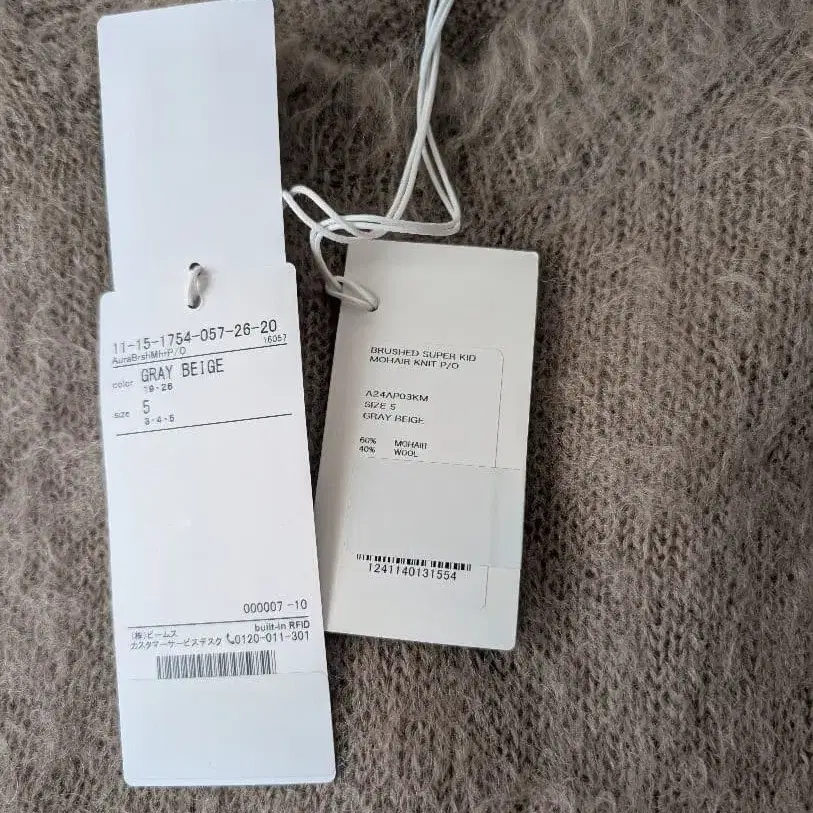 11-15-1754-057-26-20
AuraBrshMhrP/O 16057
color GRAY BEIGE
19-26
size 5
3-4-5
000007 -10
built-in RFID
(株)ビームス
カスタマーサービスデスク 0120-011-301
BRUSHED SUPER KID
MOHAIR KNIT P/O
A24AP03KM
SIZE 5
GRAY BEIGE
60% MOHAIR
40% WOOL
1241140131554